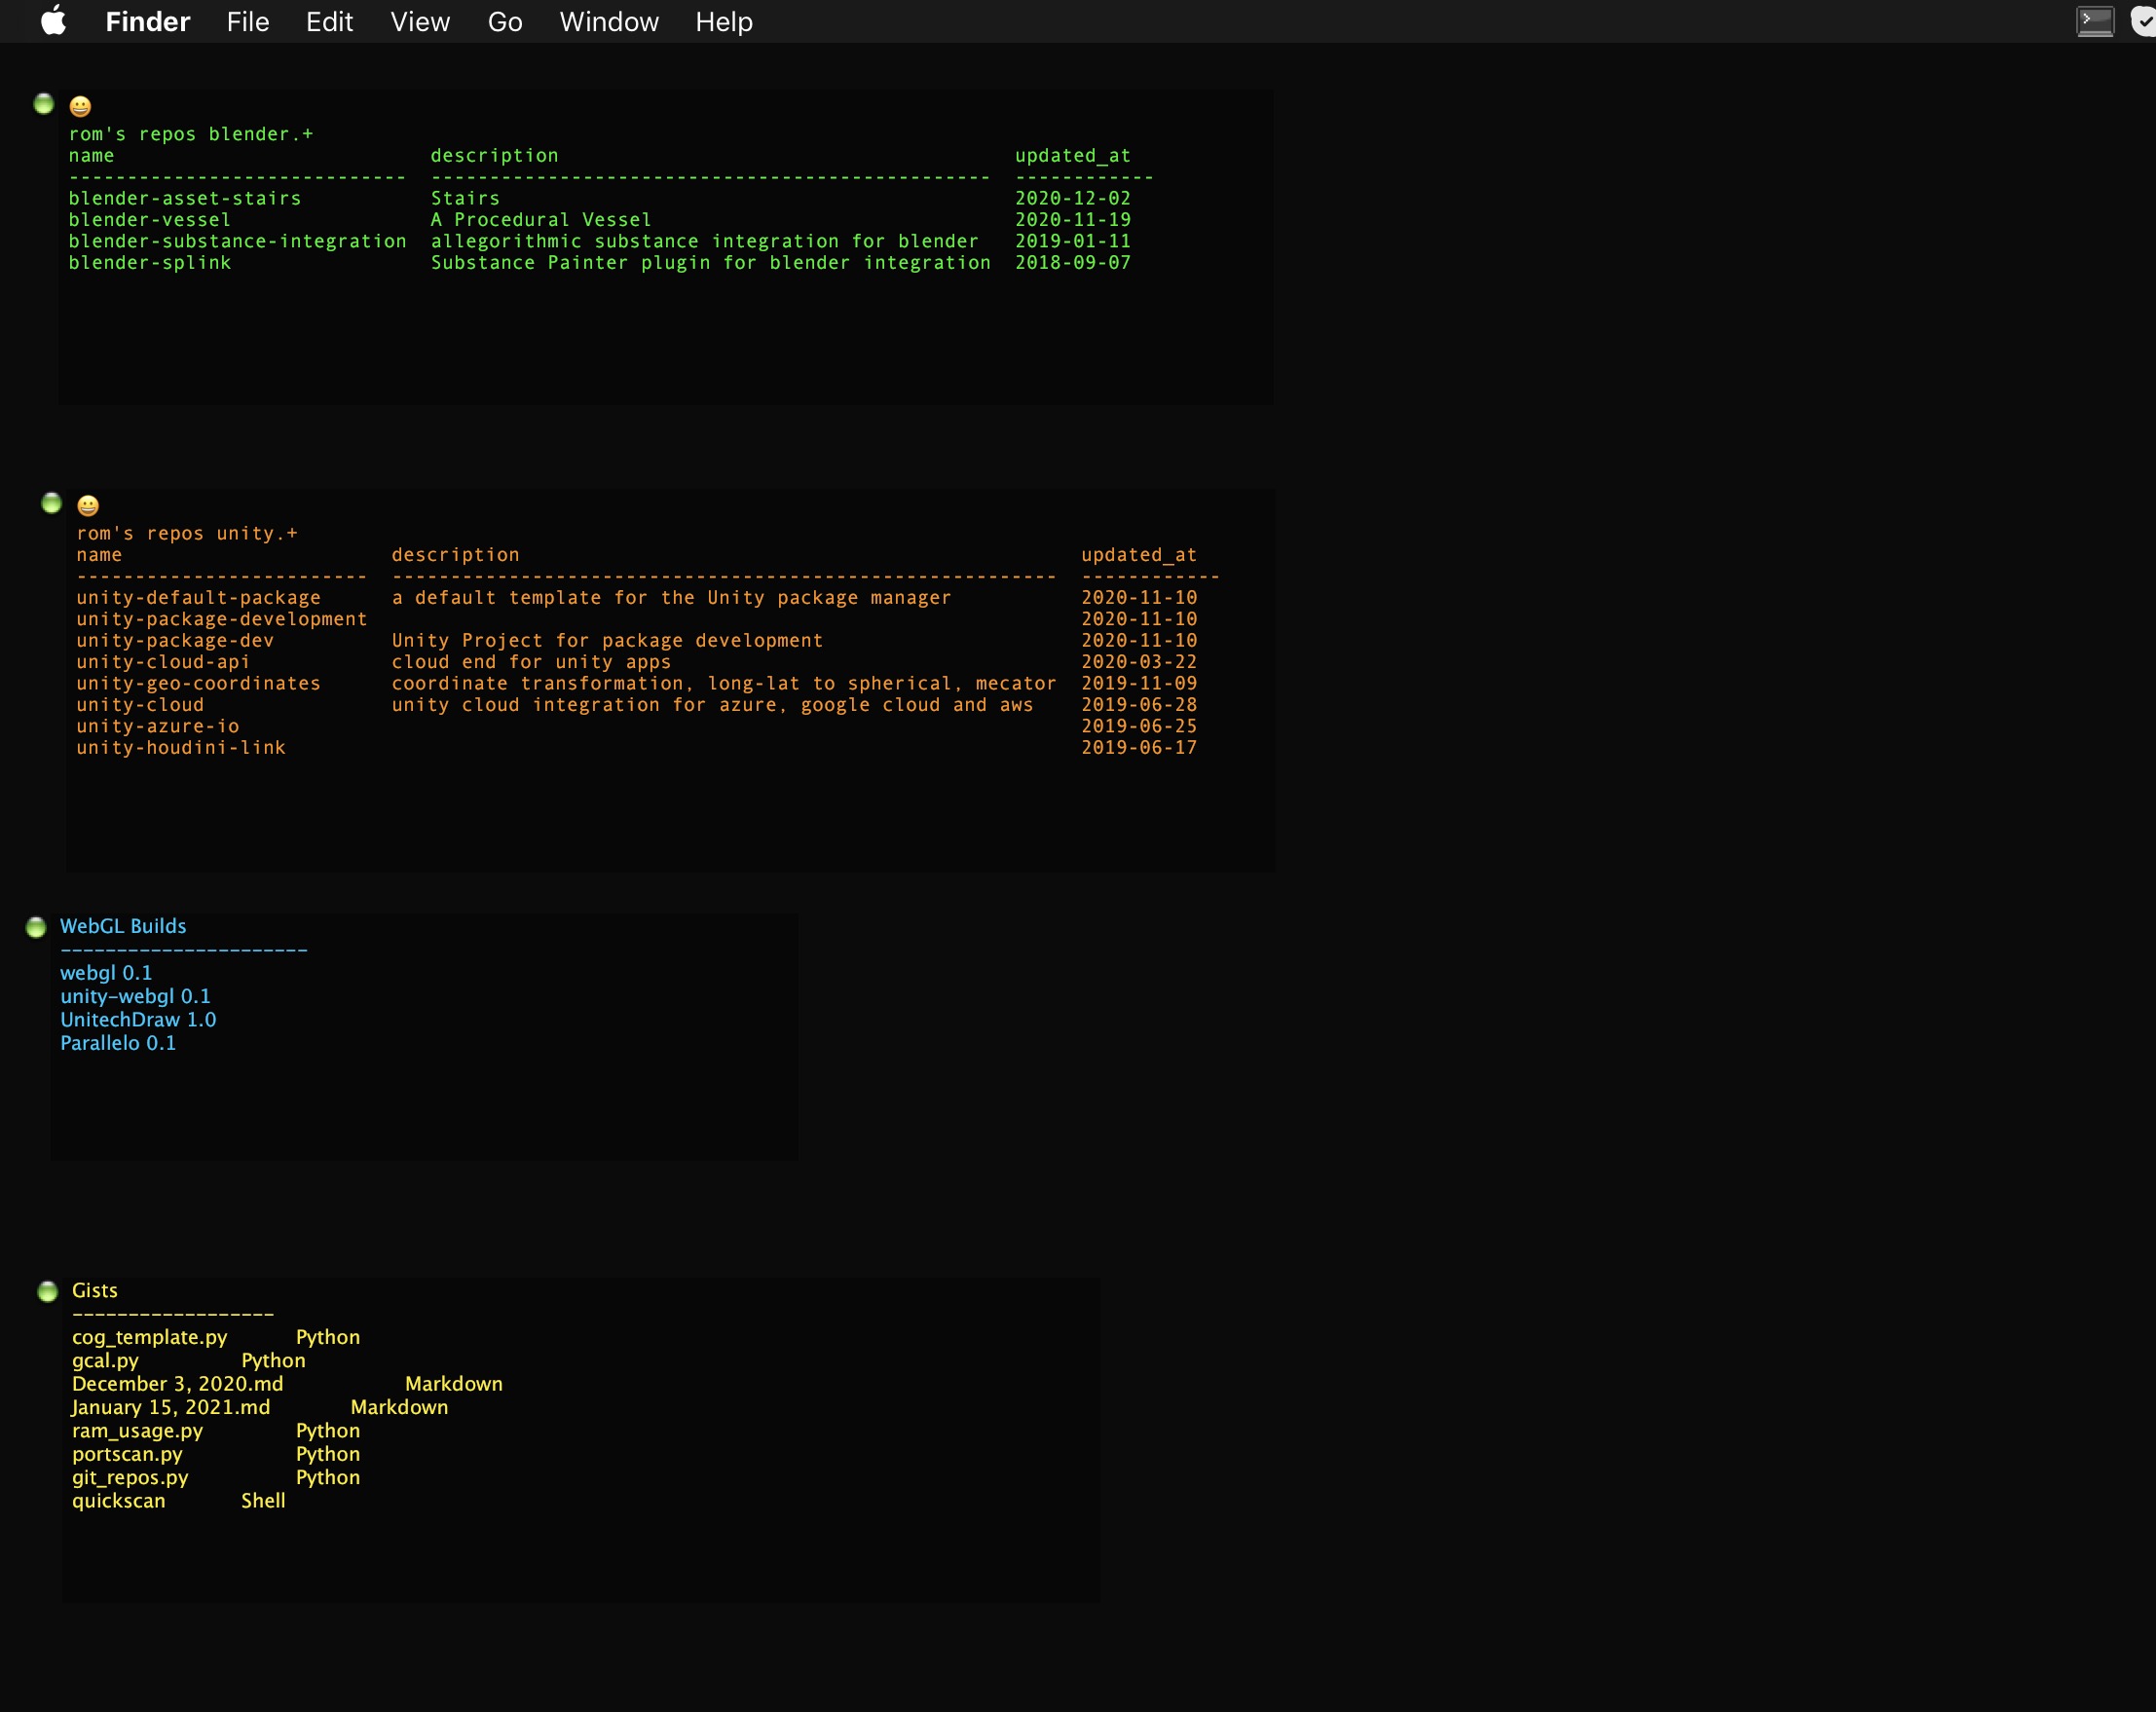 Finder File Edit View Go Window Help
😀
rom's repos blender.+
name description updated_at
----------------------------- ------------------------------------------------ ------------
blender-asset-stairs Stairs 2020-12-02
blender-vessel A Procedural Vessel 2020-11-19
blender-substance-integration allegorithmic substance integration for blender 2019-01-11
blender-splink Substance Painter plugin for blender integration 2018-09-07
😀
rom's repos unity.+
name description updated_at
------------------------- --------------------------------------------------------- ------------
unity-default-package a default template for the Unity package manager 2020-11-10
unity-package-development 2020-11-10
unity-package-dev Unity Project for package development 2020-11-10
unity-cloud-api cloud end for unity apps 2020-03-22
unity-geo-coordinates coordinate transformation, long-lat to spherical, mecator 2019-11-09
unity-cloud unity cloud integration for azure, google cloud and aws 2019-06-28
unity-azure-io 2019-06-25
unity-houdini-link 2019-06-17
WebGL Builds
----------------------
webgl 0.1
unity-webgl 0.1
UnitechDraw 1.0
Parallelo 0.1
Gists
------------------
cog_template.py Python
gcal.py Python
December 3, 2020.md Markdown
January 15, 2021.md Markdown
ram_usage.py Python
portscan.py Python
git_repos.py Python
quickscan Shell